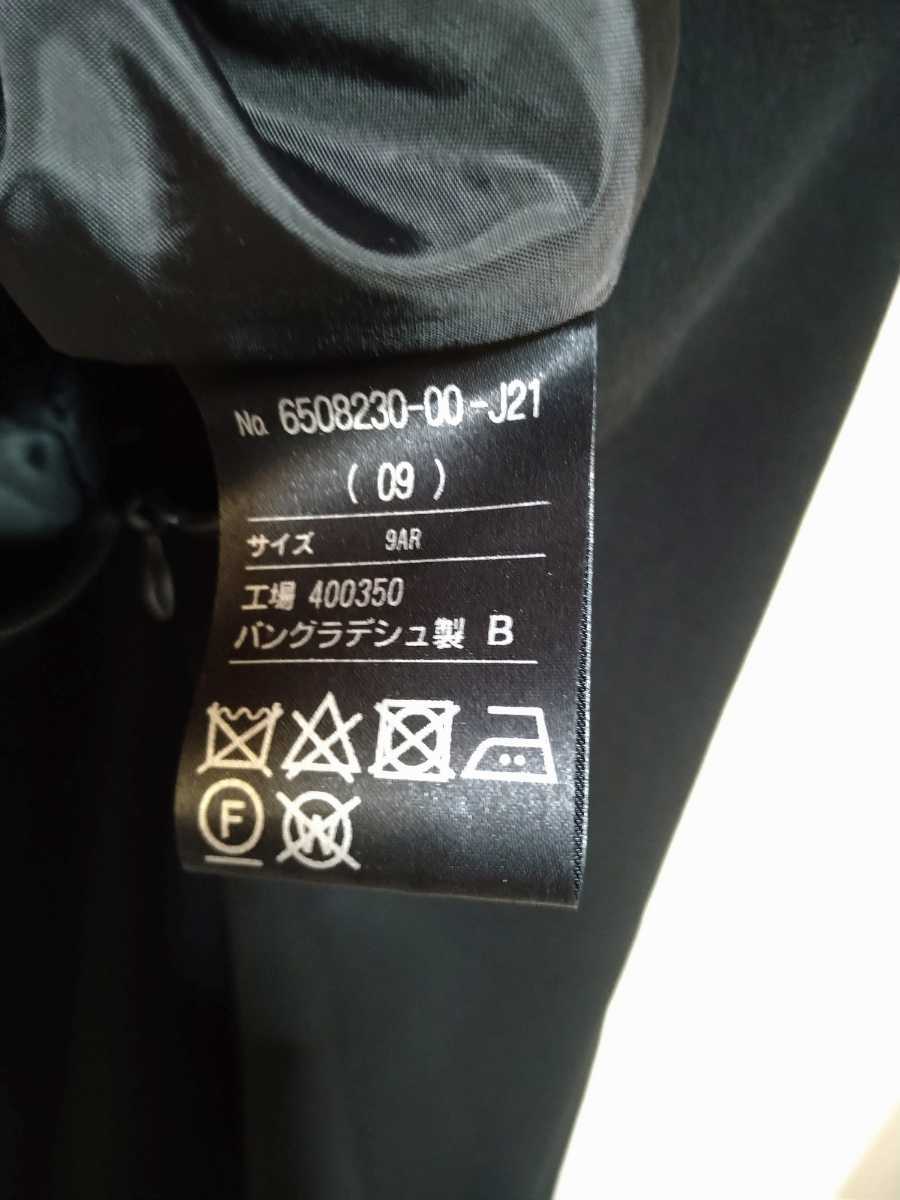 No. 6508230-00-J21
( 09 )
サイズ 9AR
工場 400350
バングラデシュ製 B
F W